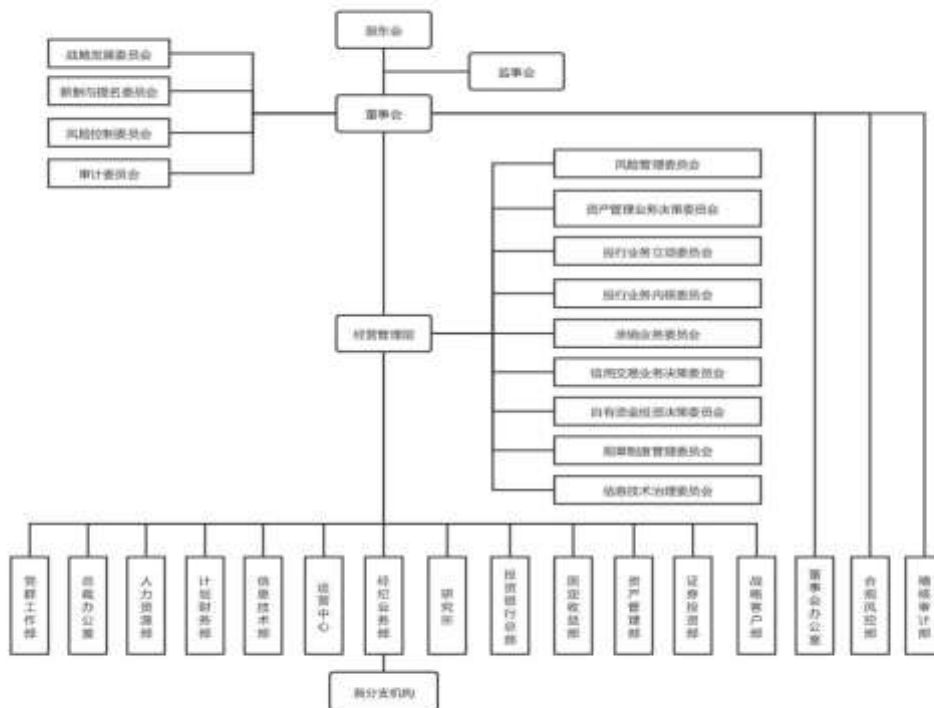 股东会
监事会
董事会
战略发展委员会
薪酬与提名委员会
风险控制委员会
审计委员会
风险管理委员会
资产管理业务决策委员会
投行业务立项委员会
投行业务内核委员会
承销业务委员会
信用交易业务决策委员会
自有资金投资决策委员会
规章制度管理委员会
信息技术治理委员会
经营管理层
党群工作部
总裁办公室
人力资源部
计划财务部
信息技术部
运营中心
经纪业务部
研究所
投资银行总部
固定收益部
资产管理部
证券投资部
战略客户部
董事会办公室
合规风控部
稽核审计部
各分支机构